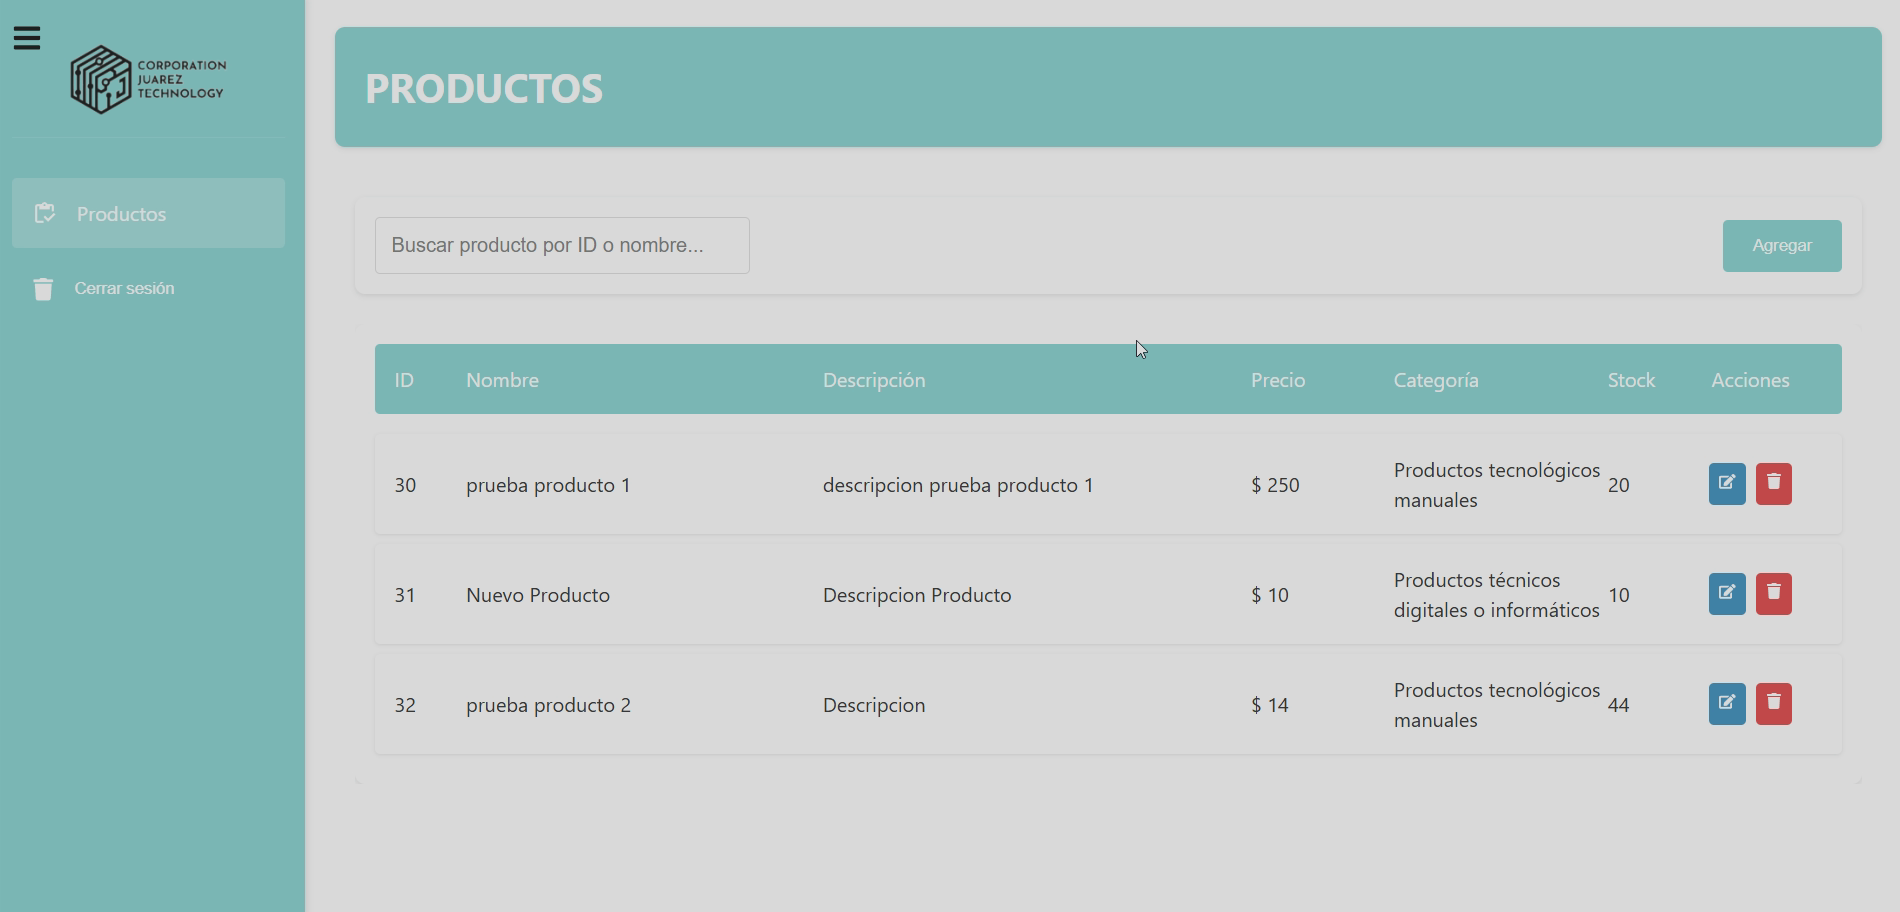 CORPORATION
JUAREZ
TECHNOLOGY
Productos
Cerrar sesión
PRODUCTOS
Buscar producto por ID o nombre...
Agregar
ID Nombre Descripción Precio Categoría Stock Acciones
30 prueba producto 1 descripcion prueba producto 1 $ 250 Productos tecnológicos manuales 20
31 Nuevo Producto Descripcion Producto $ 10 Productos técnicos digitales o informáticos 10
32 prueba producto 2 Descripcion $ 14 Productos tecnológicos manuales 44